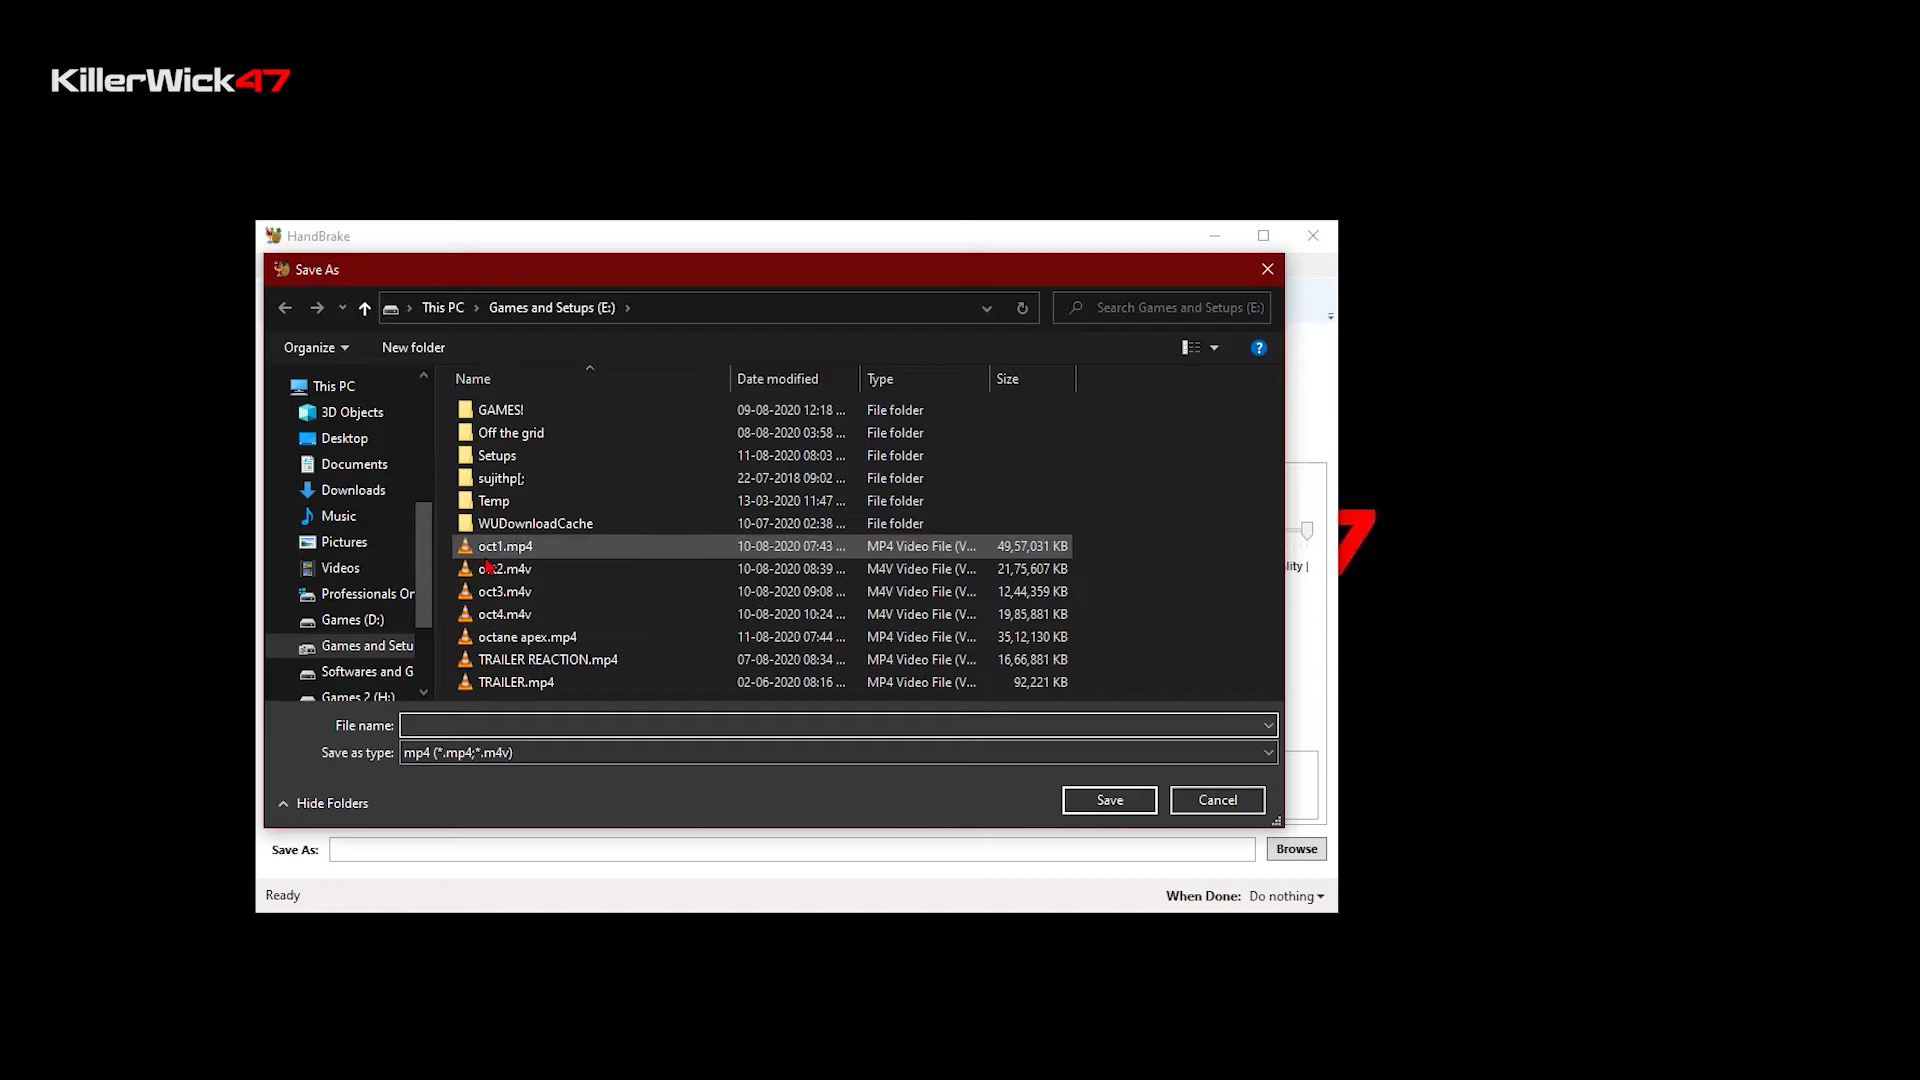 KillerWick47
HandBrake
Save As
This PC > Games and Setups (E:) >
Search Games and Setups (E:)
Organize
New folder
Name Date modified Type Size
This PC
3D Objects
Desktop
Documents
Downloads
Music
Pictures
Videos
Professionals On
Games (D:)
Games and Setu
Softwares and G
Games 2 (H:)
GAMES! 09-08-2020 12:18 ... File folder
Off the grid 08-08-2020 03:58 ... File folder
Setups 11-08-2020 08:03 ... File folder
sujithp[; 22-07-2018 09:02 ... File folder
Temp 13-03-2020 11:47 ... File folder
WUDownloadCache 10-07-2020 02:38 ... File folder
oct1.mp4 10-08-2020 07:43 ... MP4 Video File (V... 49,57,031 KB
oct2.m4v 10-08-2020 08:39 ... M4V Video File (V... 21,75,607 KB
oct3.m4v 10-08-2020 09:08 ... M4V Video File (V... 12,44,359 KB
oct4.m4v 10-08-2020 10:24 ... M4V Video File (V... 19,85,881 KB
octane apex.mp4 11-08-2020 07:44 ... MP4 Video File (V... 35,12,130 KB
TRAILER REACTION.mp4 07-08-2020 08:34 ... MP4 Video File (V... 16,66,881 KB
TRAILER.mp4 02-06-2020 08:16 ... MP4 Video File (V... 92,221 KB
ality |
7
File name:
Save as type: mp4 (*.mp4;*.m4v)
Hide Folders
Save
Cancel
Save As:
Browse
Ready
When Done: Do nothing